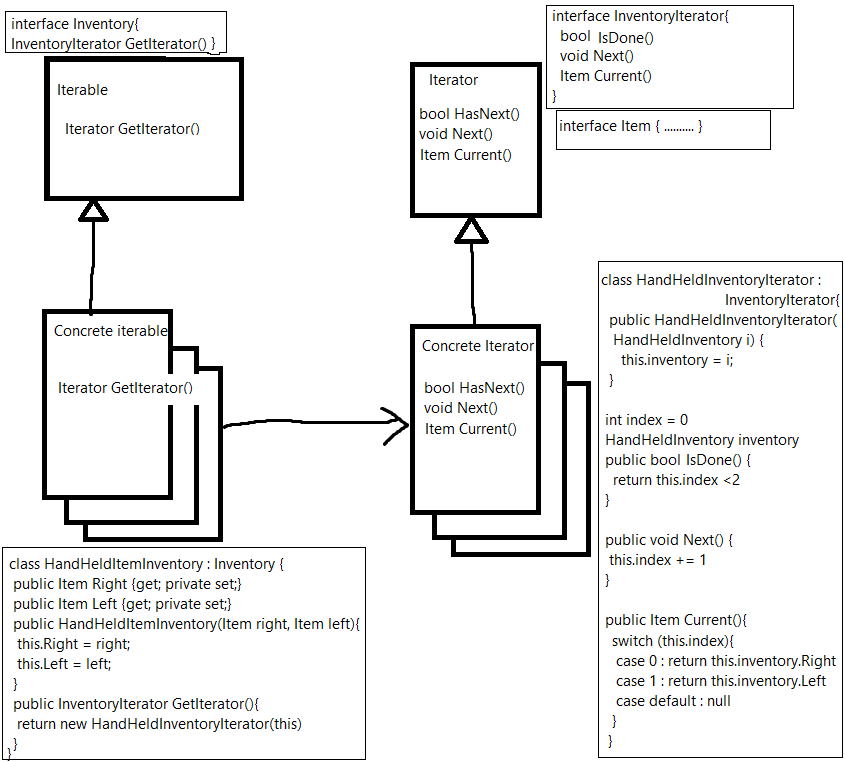 interface Inventory{
InventoryIterator GetIterator() }
Iterable
Iterator GetIterator()
Iterator
bool HasNext()
void Next()
Item Current()
interface InventoryIterator{
bool IsDone()
void Next()
Item Current()
}
interface Item { .......... }
Concrete iterable
Iterator GetIterator()
Concrete Iterator
bool HasNext()
void Next()
Item Current()
class HandHeldItemInventory : Inventory {
public Item Right {get; private set;}
public Item Left {get; private set;}
public HandHeldItemInventory(Item right, Item left){
this.Right = right;
this.Left = left;
}
public InventoryIterator GetIterator(){
return new HandHeldInventoryIterator(this)
}
}
class HandHeldInventoryIterator :
InventoryIterator{
public HandHeldInventoryIterator(
HandHeldInventory i) {
this.inventory = i;
}
int index = 0
HandHeldInventory inventory
public bool IsDone() {
return this.index <2
}
public void Next() {
this.index += 1
}
public Item Current(){
switch (this.index){
case 0 : return this.inventory.Right
case 1 : return this.inventory.Left
case default : null
}
}